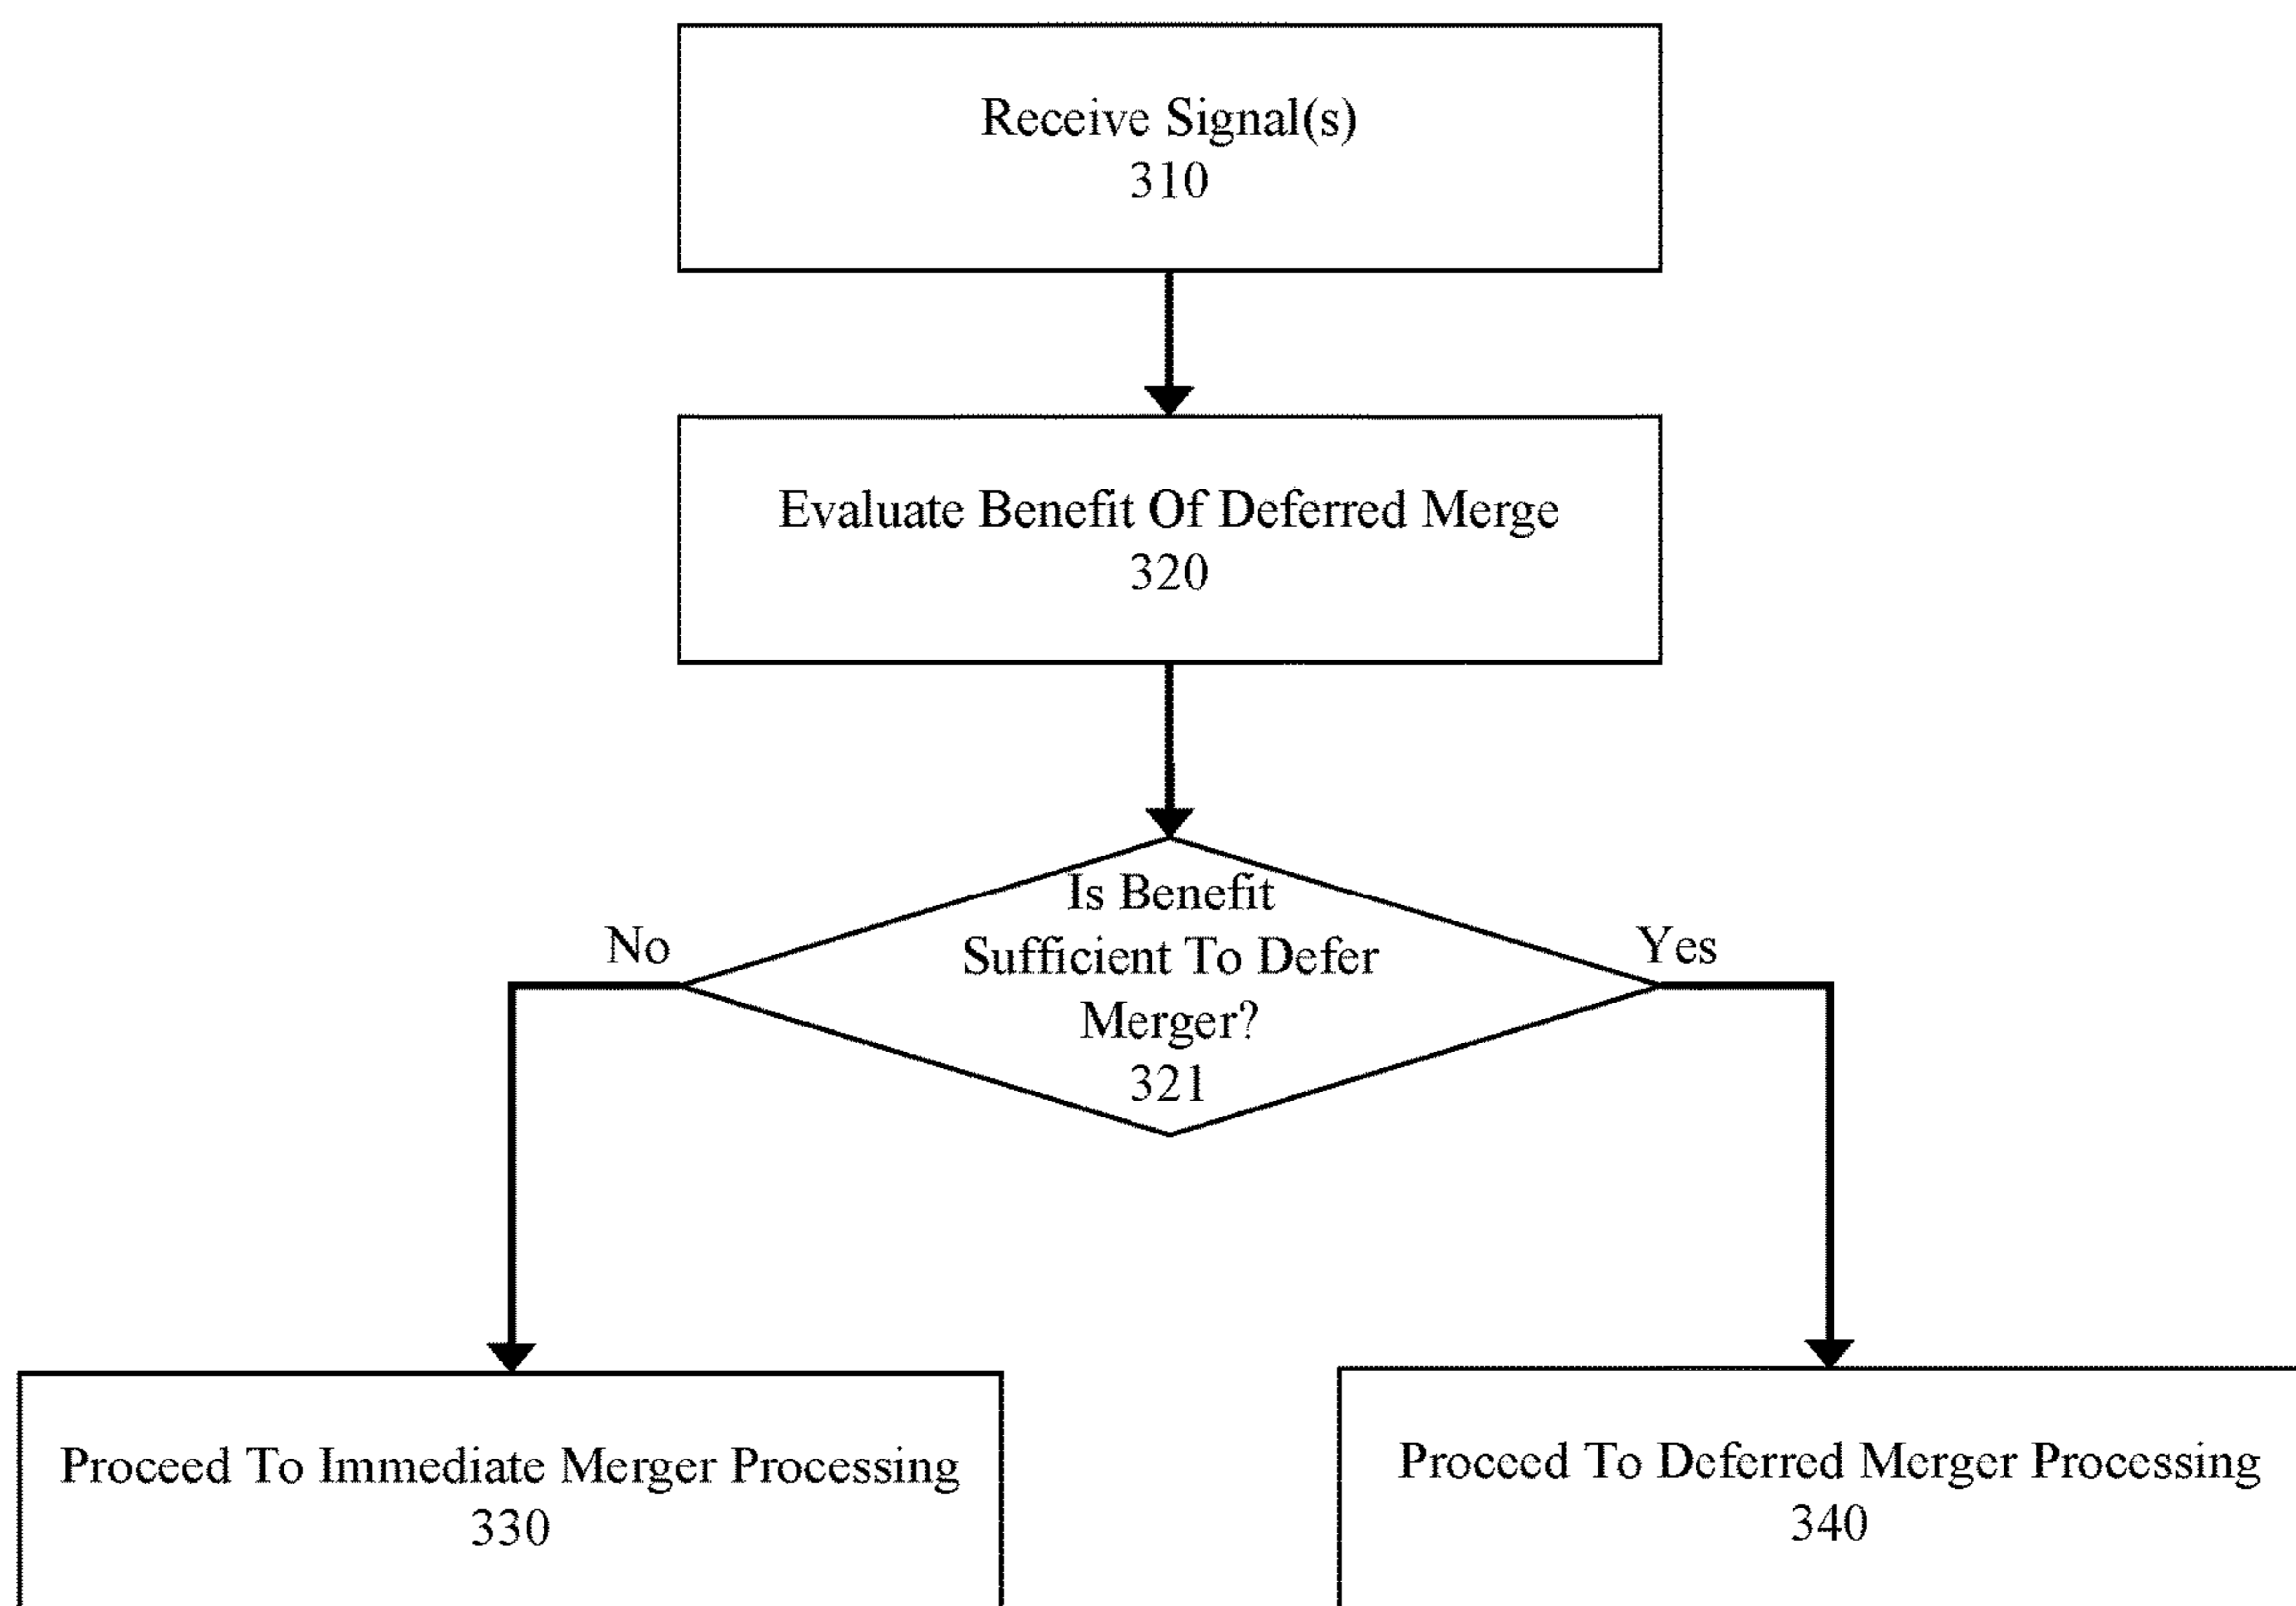 Receive Signal(s)
310
Evaluate Benefit Of Deferred Merge
320
Is Benefit
Sufficient To Defer
Merger?
321
No
Yes
Proceed To Immediate Merger Processing
330
Proceed To Deferred Merger Processing
340